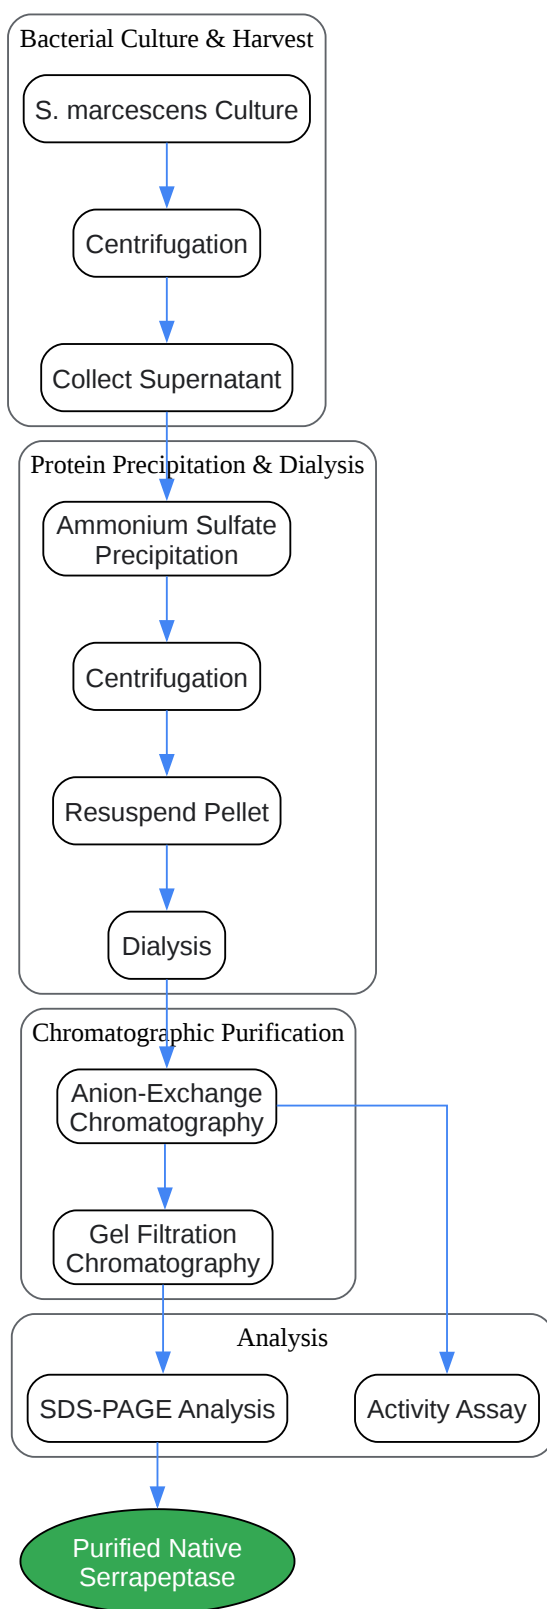 Bacterial Culture & Harvest
S. marcescens Culture
Centrifugation
Collect Supernatant
Protein Precipitation & Dialysis
Ammonium Sulfate
Precipitation
Centrifugation
Resuspend Pellet
Dialysis
Chromatographic Purification
Anion-Exchange
Chromatography
Gel Filtration
Chromatography
Analysis
SDS-PAGE Analysis
Activity Assay
Purified Native
Serrapeptase